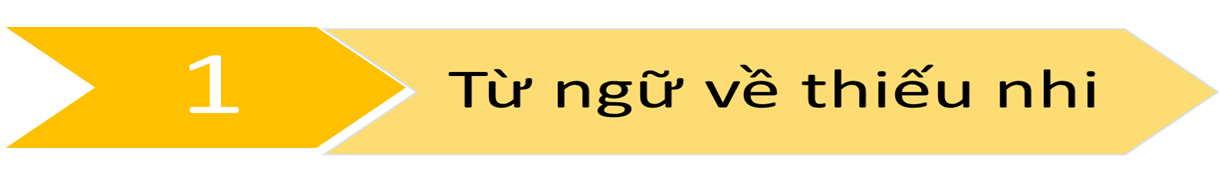 1
Từ ngữ về thiếu nhi